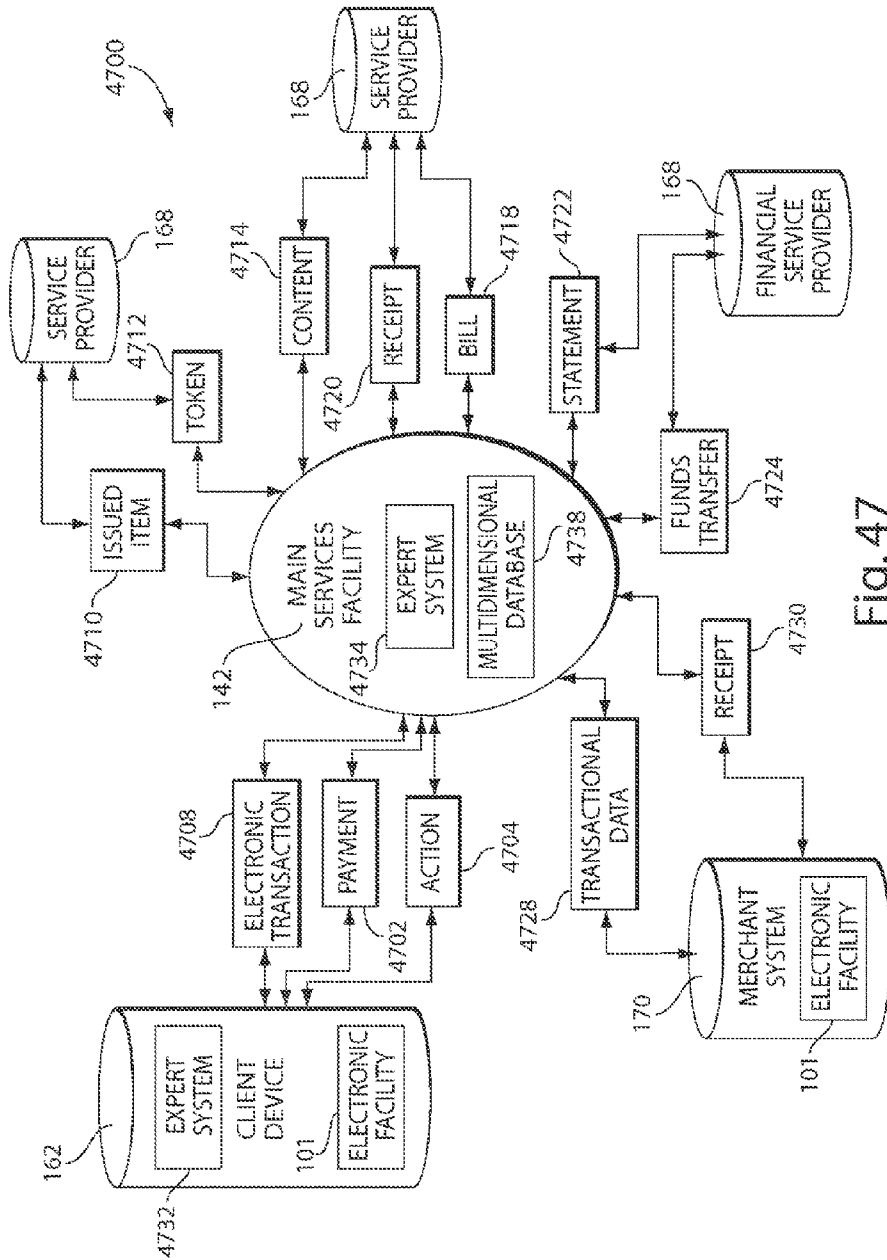 4700
162
EXPERT
SYSTEM
CLIENT
DEVICE
ELECTRONIC
FACILITY
101
4732
4708
ELECTRONIC
TRANSACTION
PAYMENT
4702
ACTION
4704
4710
ISSUED
ITEM
TOKEN
4712
SERVICE
PROVIDER
168
MAIN
SERVICES
FACILITY
142
EXPERT
SYSTEM
4734
MULTIDIMENSIONAL
DATABASE
4738
4714
CONTENT
RECEIPT
4720
BILL
4718
168
SERVICE
PROVIDER
4728
TRANSACTIONAL
DATA
RECEIPT
4730
170
MERCHANT
SYSTEM
ELECTRONIC
FACILITY
101
STATEMENT
4722
FUNDS
TRANSFER
4724
168
FINANCIAL
SERVICE
PROVIDER
Fig. 47